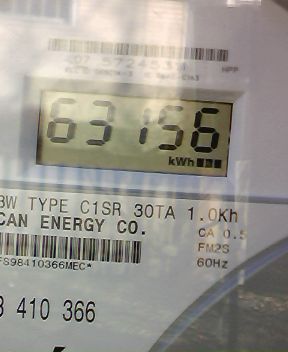 63156
kWh
3W TYPE C1SR 30TA 1.0Kh
CAN ENERGY CO.
CA 0.5
FM2S
FS98410366MEC*
60Hz
8 410 366